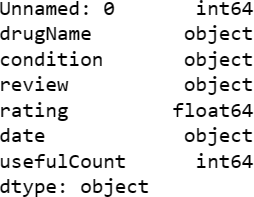 Unnamed: 0 int64
drugName object
condition object
review object
rating float64
date object
usefulCount int64
dtype: object